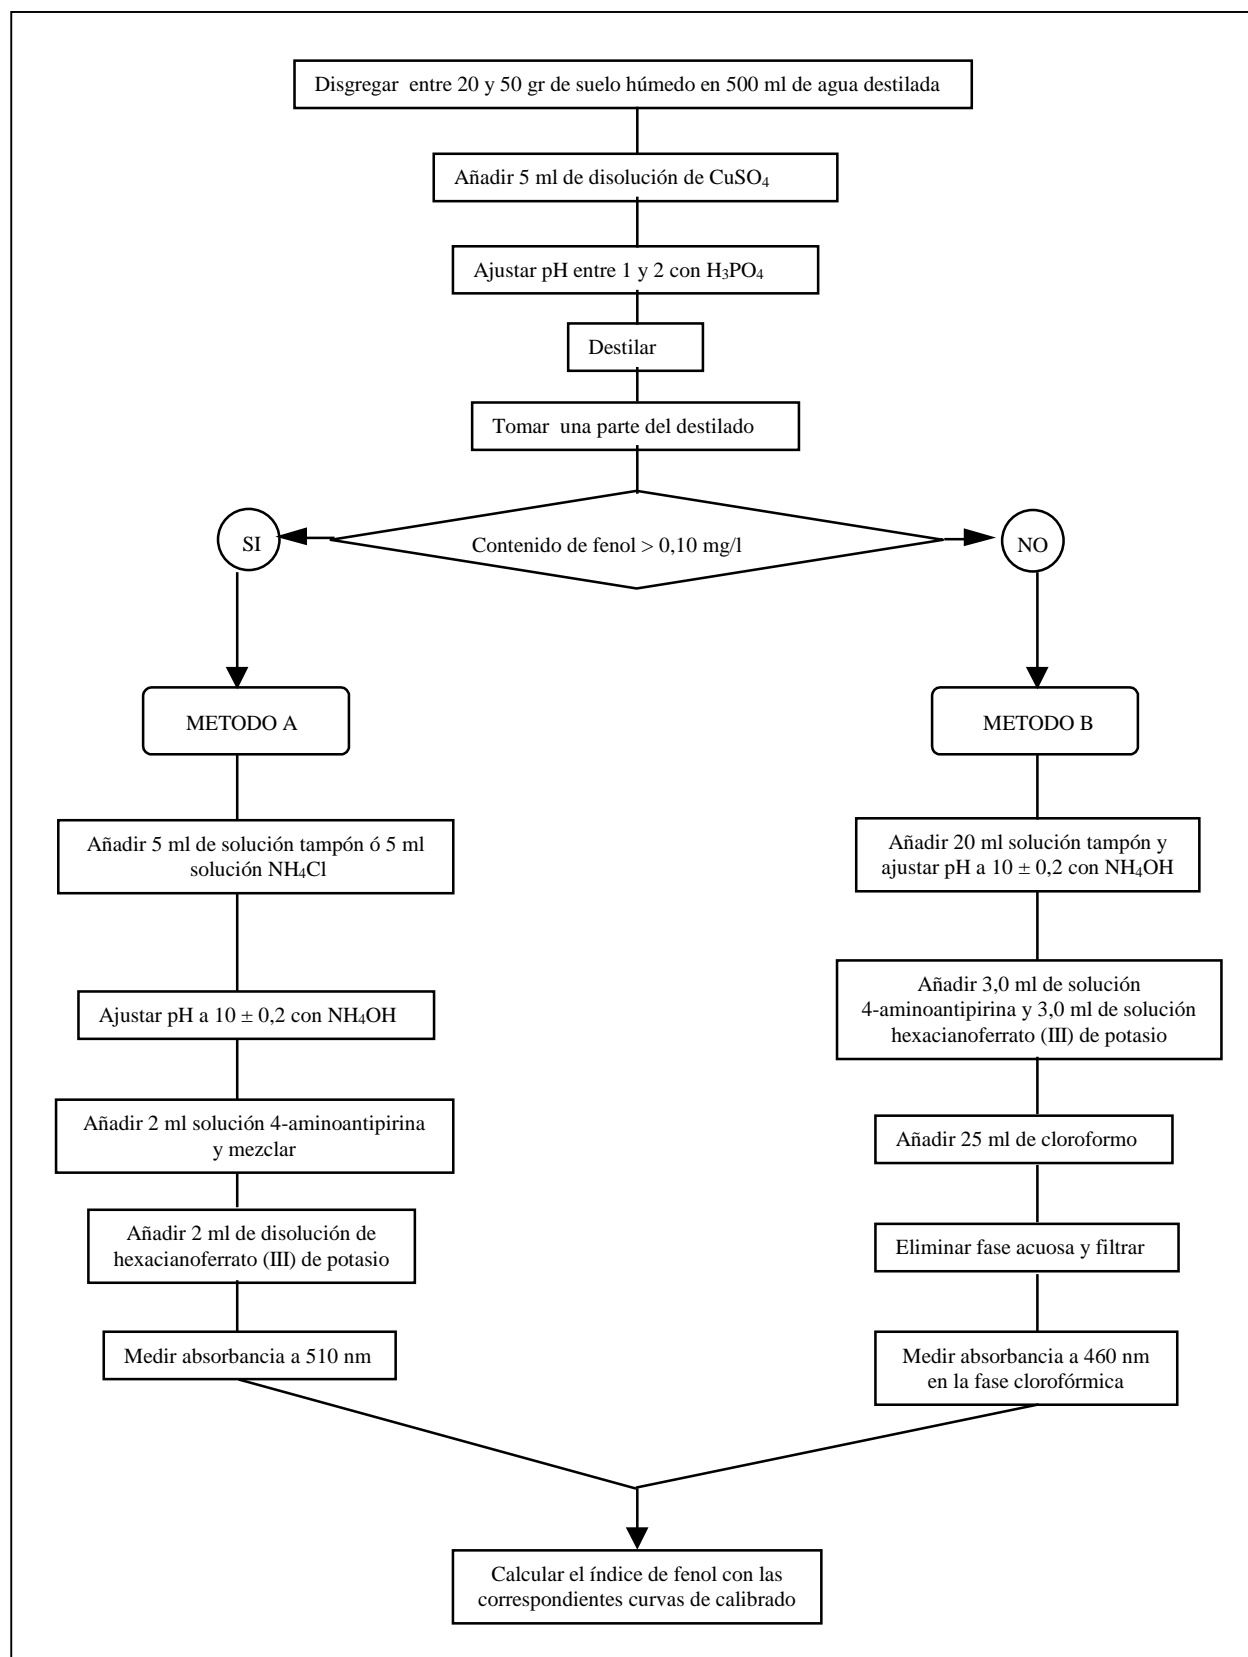 Disgregar entre 20 y 50 gr de suelo húmedo en 500 ml de agua destilada
Añadir 5 ml de disolución de CuSO₄
Ajustar pH entre 1 y 2 con H₃PO₄
Destilar
Tomar una parte del destilado
Contenido de fenol > 0,10 mg/l
SI
NO
METODO A
Añadir 5 ml de solución tampón ó 5 ml
solución NH₄Cl
Ajustar pH a 10 ± 0,2 con NH₄OH
Añadir 2 ml solución 4-aminoantipirina
y mezclar
Añadir 2 ml de disolución de
hexacianoferrato (III) de potasio
Medir absorbancia a 510 nm
METODO B
Añadir 20 ml solución tampón y
ajustar pH a 10 ± 0,2 con NH₄OH
Añadir 3,0 ml de solución
4-aminoantipirina y 3,0 ml de solución
hexacianoferrato (III) de potasio
Añadir 25 ml de cloroformo
Eliminar fase acuosa y filtrar
Medir absorbancia a 460 nm
en la fase clorofórmica
Calcular el índice de fenol con las
correspondientes curvas de calibrado